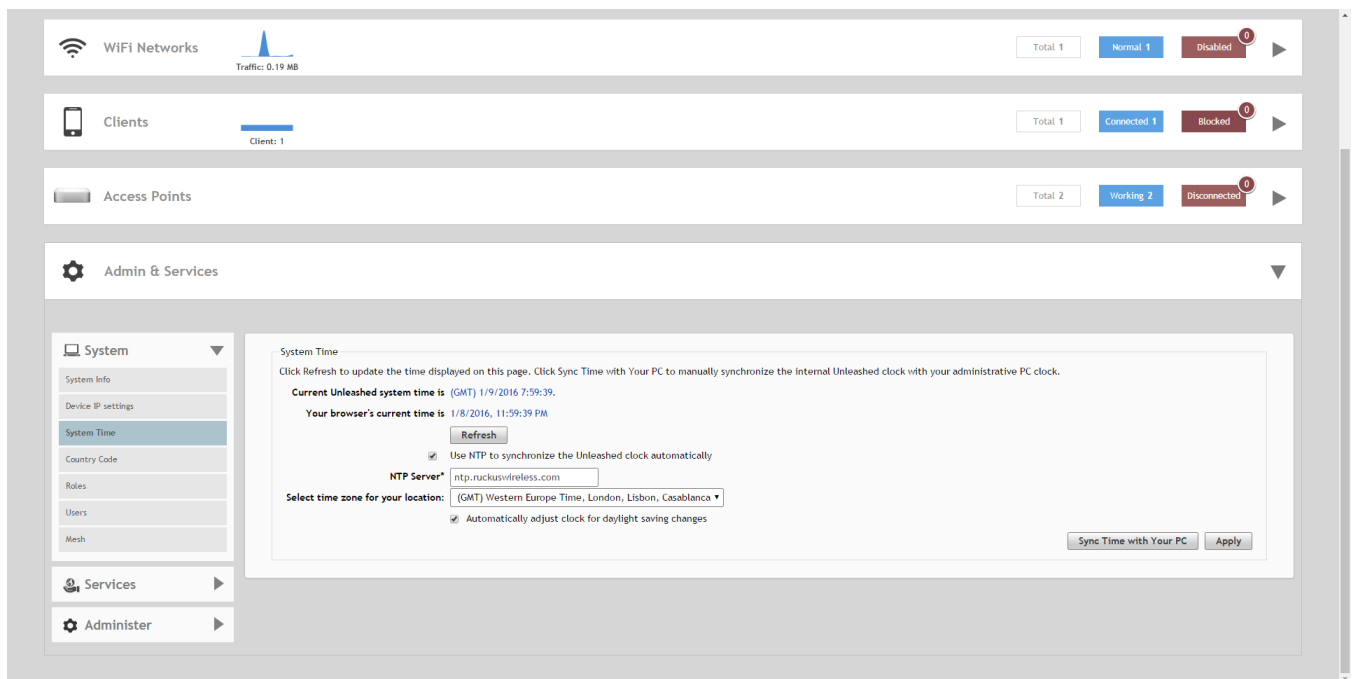 WiFi Networks
Traffic: 0.19 MB
Total 1
Normal 1
Disabled
0
Clients
Client: 1
Total 1
Connected 1
Blocked
0
Access Points
Total 2
Working 2
Disconnected
0
Admin & Services
System
System Info
Device IP settings
System Time
Country Code
Roles
Users
Mesh
Services
Administer
System Time
Click Refresh to update the time displayed on this page. Click Sync Time with Your PC to manually synchronize the internal Unleashed clock with your administrative PC clock.
Current Unleashed system time is (GMT) 1/9/2016 7:59:39.
Your browser's current time is 1/8/2016, 11:59:39 PM
Refresh
Use NTP to synchronize the Unleashed clock automatically
NTP Server* ntp.ruckuswireless.com
Select time zone for your location: (GMT) Western Europe Time, London, Lisbon, Casablanca
Automatically adjust clock for daylight saving changes
Sync Time with Your PC
Apply